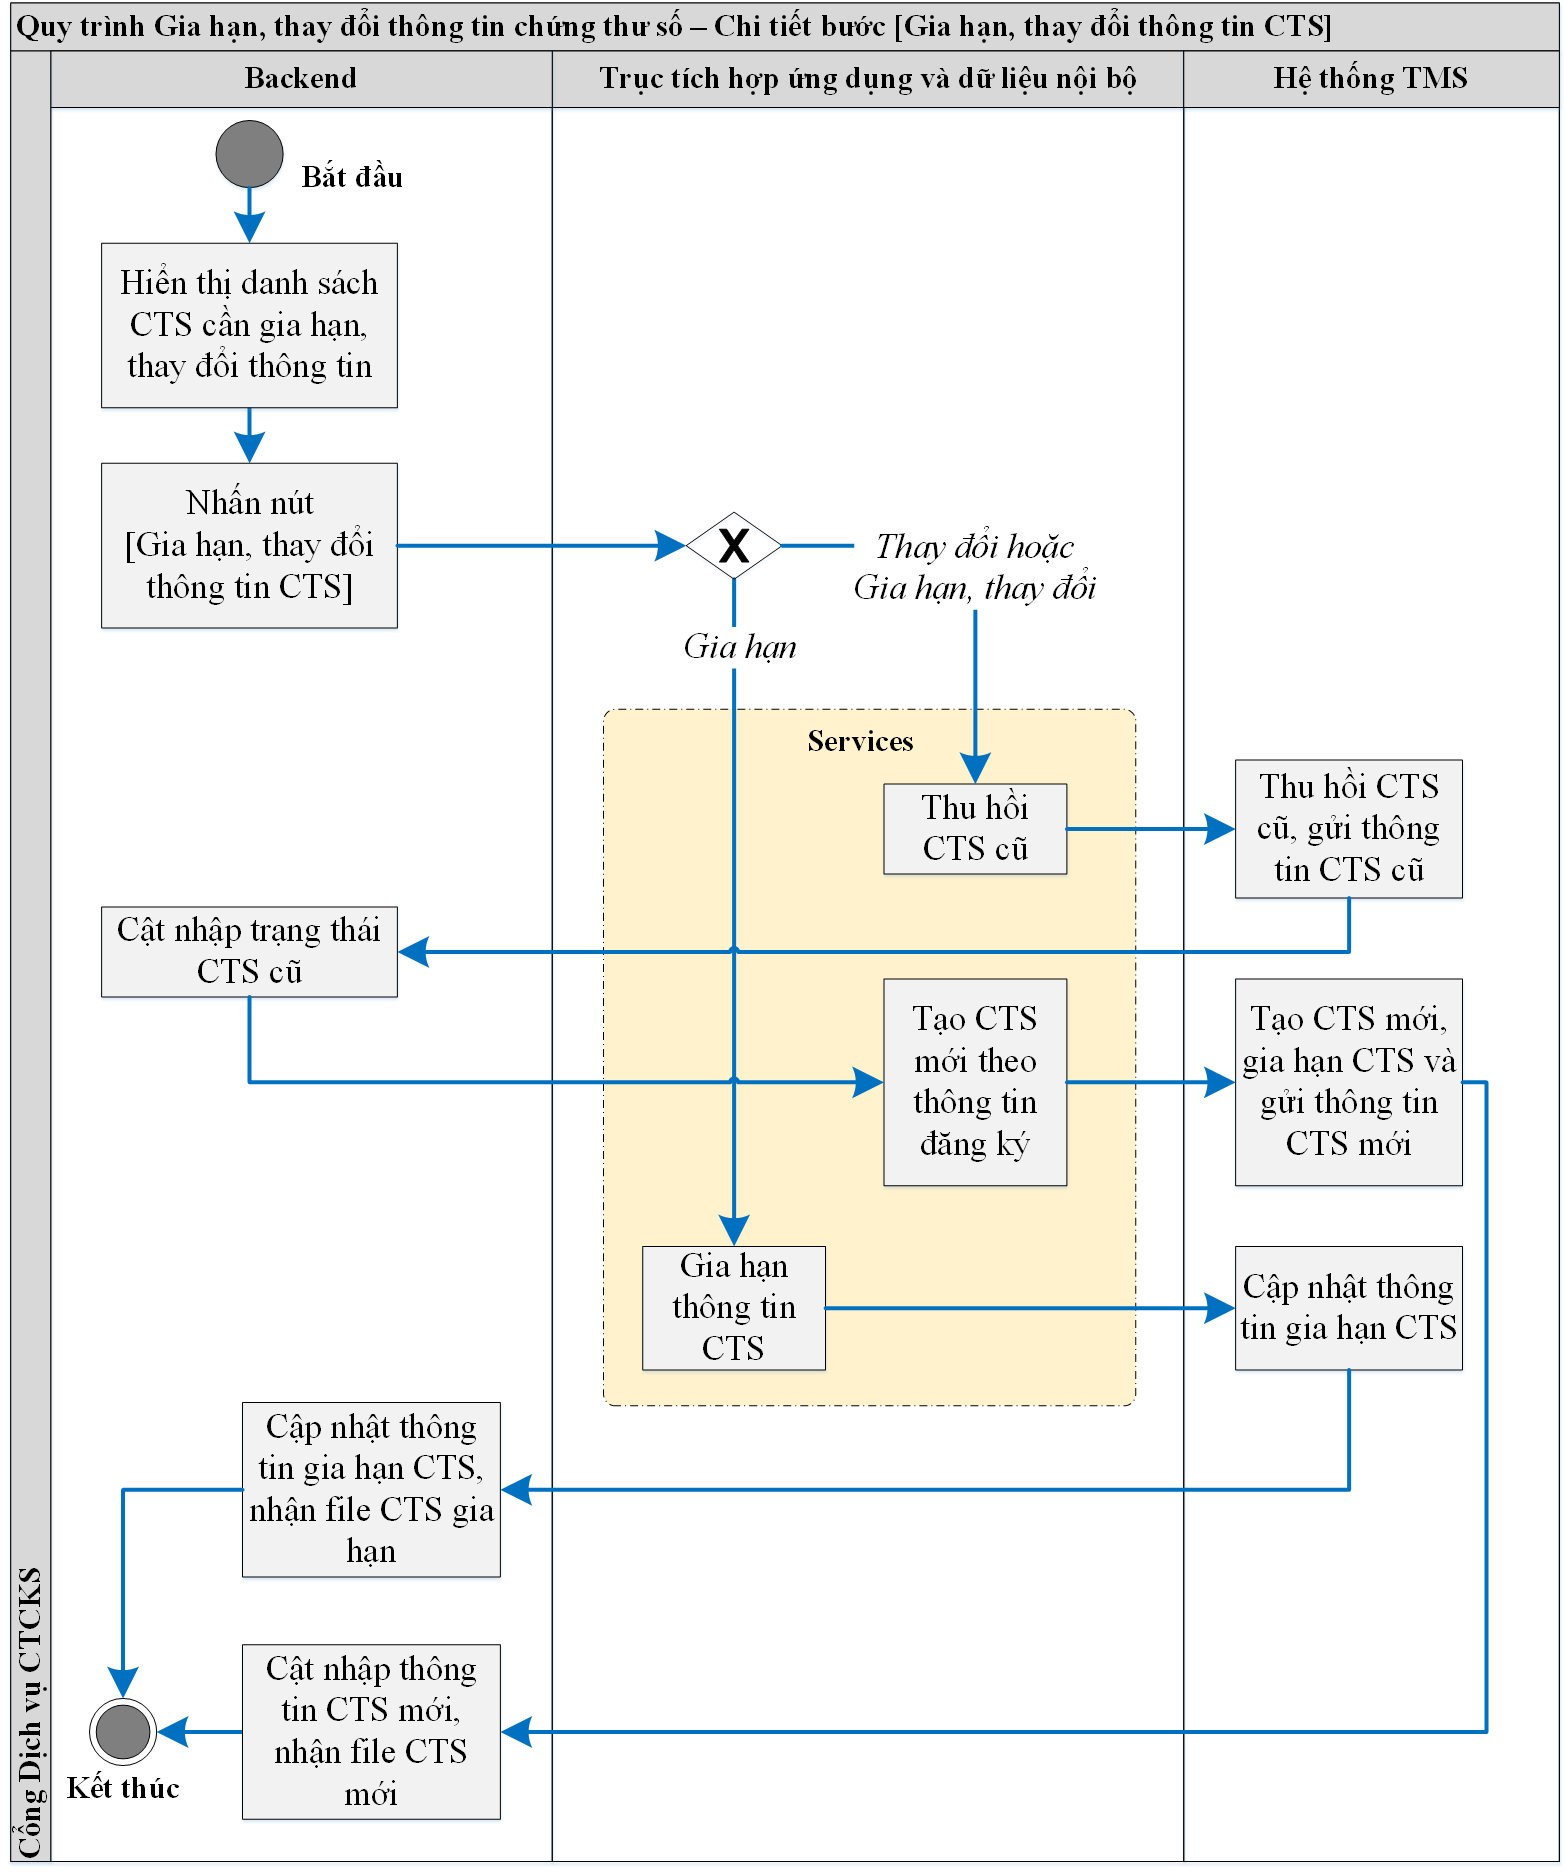 Quy trình Gia hạn, thay đổi thông tin chứng thư số – Chi tiết bước [Gia hạn, thay đổi thông tin CTS]
Backend
Trục tích hợp ứng dụng và dữ liệu nội bộ
Hệ thống TMS
Cổng Dịch vụ CTCKS
Bắt đầu
Hiển thị danh sách
CTS cần gia hạn,
thay đổi thông tin
Nhấn nút
[Gia hạn, thay đổi
thông tin CTS]
X
Thay đổi hoặc
Gia hạn, thay đổi
Gia hạn
Services
Thu hồi
CTS cũ
Thu hồi CTS
cũ, gửi thông
tin CTS cũ
Cật nhập trạng thái
CTS cũ
Tạo CTS
mới theo
thông tin
đăng ký
Tạo CTS mới,
gia hạn CTS và
gửi thông tin
CTS mới
Gia hạn
thông tin
CTS
Cập nhật thông
tin gia hạn CTS
Cập nhật thông
tin gia hạn CTS,
nhận file CTS gia
hạn
Cật nhập thông
tin CTS mới,
nhận file CTS
mới
Kết thúc